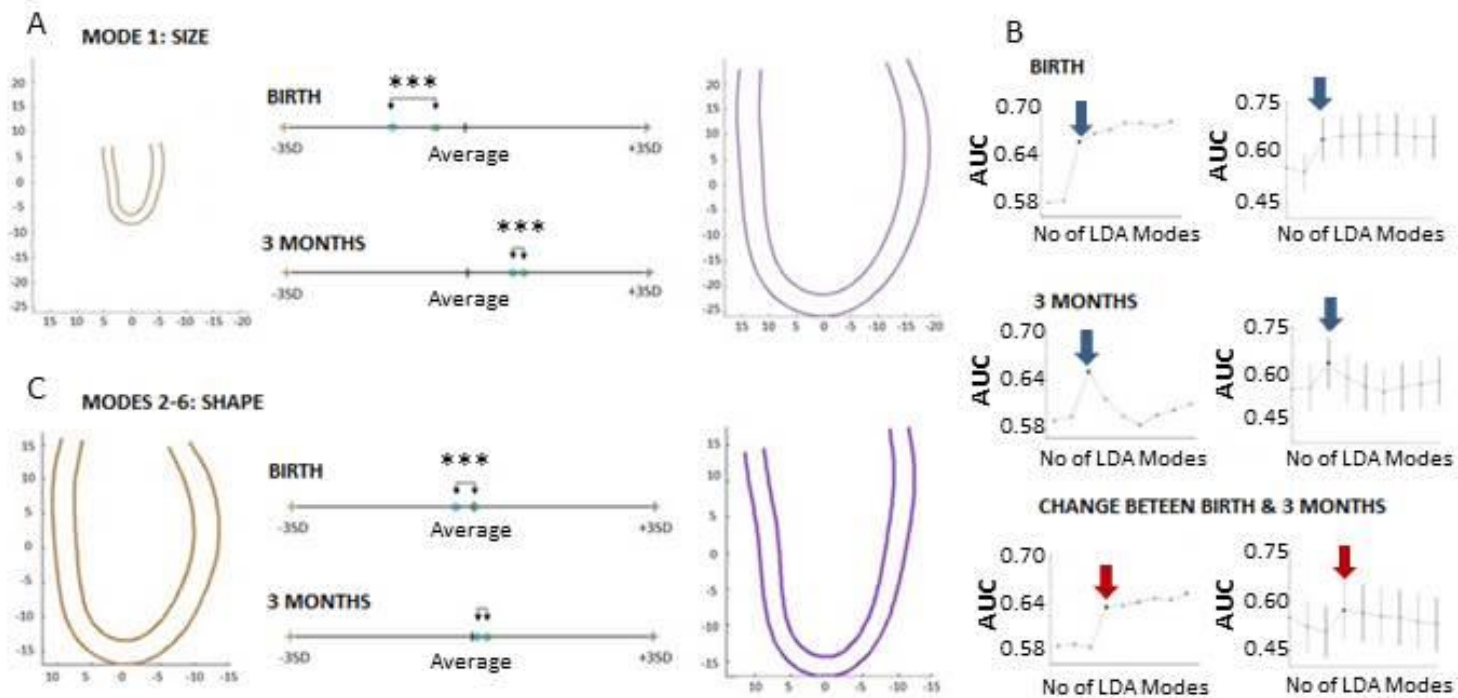 A
MODE 1: SIZE
20
15
10
5
0
-5
-10
-15
-20
-25
15 10 5 0 -5 -10 -15 -20
BIRTH
***
-3SD
Average
+3SD
3 MONTHS
***
-3SD
Average
+3SD
25
20
15
10
5
0
-5
-10
-15
-20
-25
15 10 5 0 -5 -10 -15 -20
B
BIRTH
0.70
0.64
0.58
AUC
No of LDA Modes
0.75
0.60
0.45
AUC
No of LDA Modes
3 MONTHS
0.70
0.64
0.58
AUC
No of LDA Modes
0.75
0.60
0.45
AUC
No of LDA Modes
CHANGE BETEEN BIRTH & 3 MONTHS
0.70
0.64
0.58
AUC
No of LDA Modes
0.75
0.60
0.45
AUC
No of LDA Modes
C
MODES 2-6: SHAPE
15
10
5
0
-5
-10
-15
10 5 0 -5 -10 -15
BIRTH
***
-3SD
Average
+3SD
3 MONTHS
-3SD
Average
+3SD
15
10
5
0
-5
-10
-15
10 5 0 -5 -10 -15